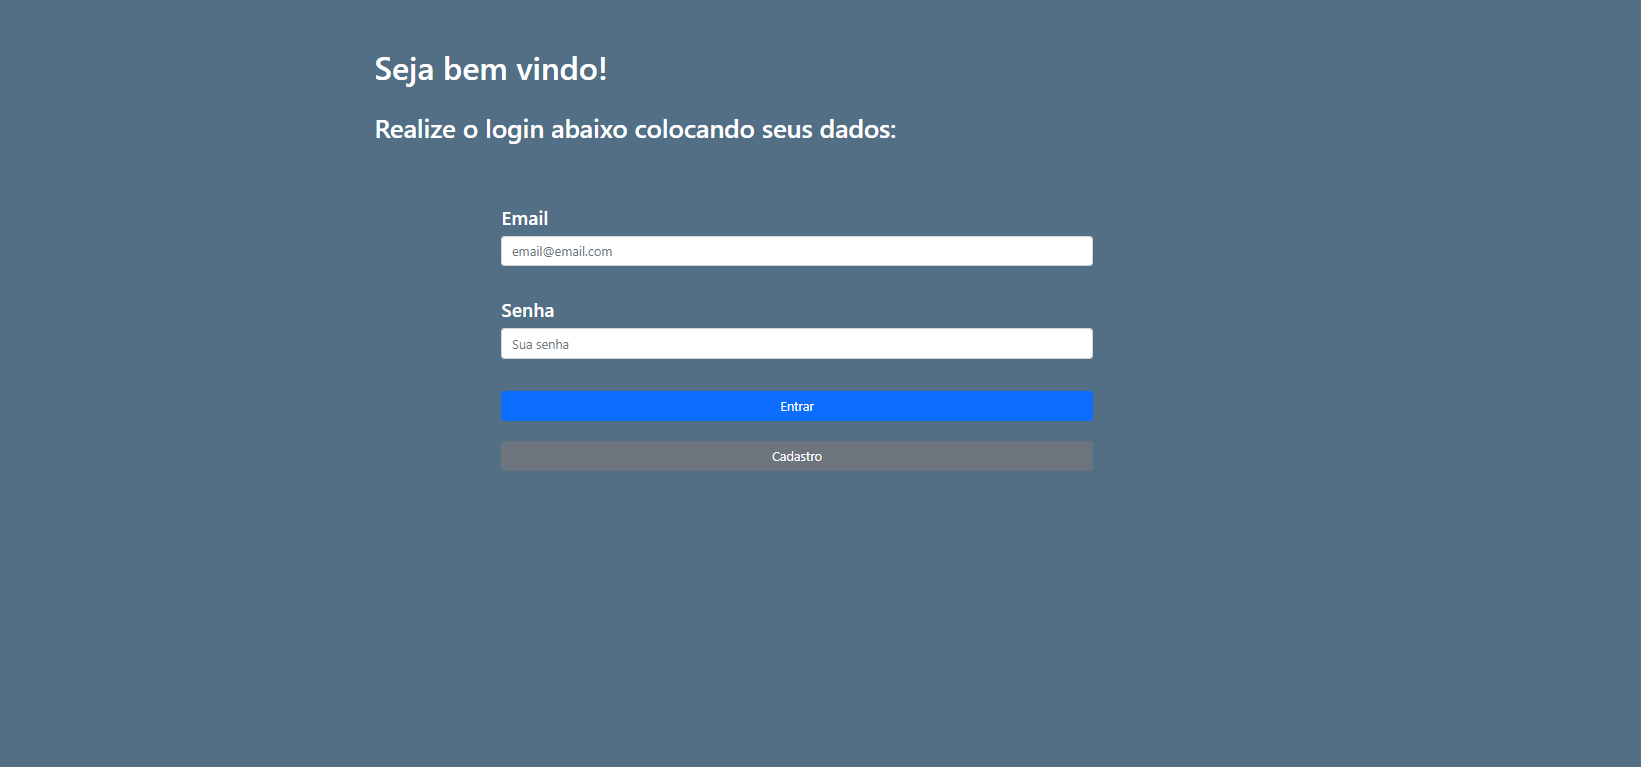 Seja bem vindo!
Realize o login abaixo colocando seus dados:
Email
email@email.com
Senha
Sua senha
Entrar
Cadastro